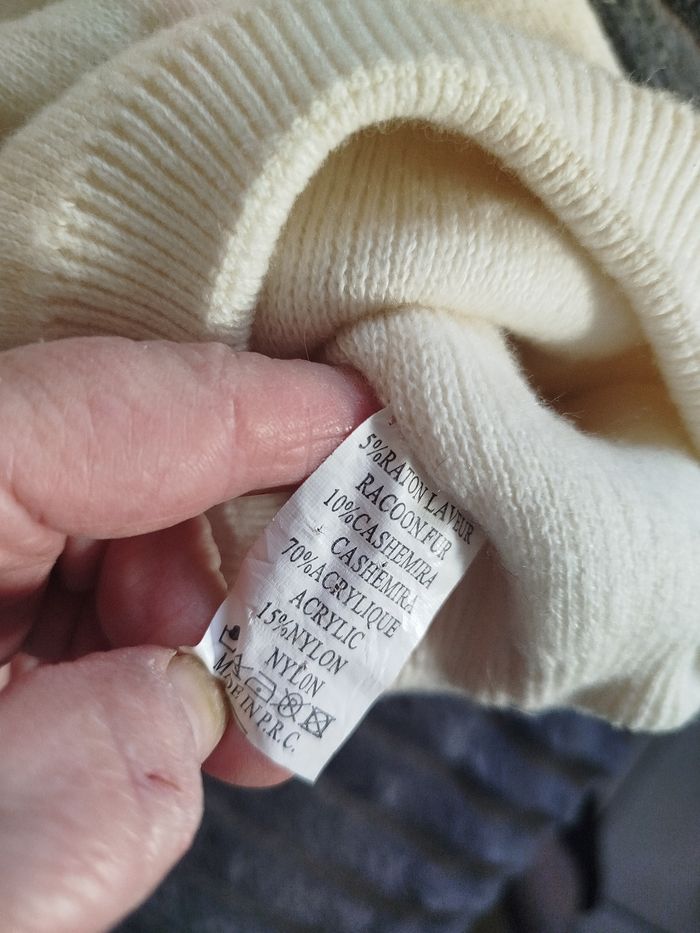 5%RATON LAVEUR
RACOON FUR
10%CASHEMIRA
CASHEMIRA
70%ACRYLIQUE
ACRYLIC
15%NYLON
NYLON
MADE IN P.R.C.